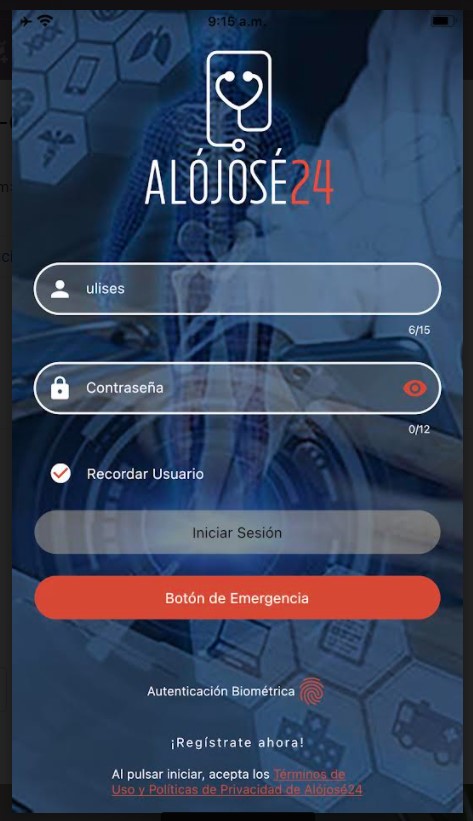 9:15 a.m.
ALÓJOSÉ24
ulises
6/15
Contraseña
0/12
Recordar Usuario
Iniciar Sesión
Botón de Emergencia
Autenticación Biométrica
¡Regístrate ahora!
Al pulsar iniciar, acepta los Términos de
Uso y Políticas de Privacidad de Alójosé24